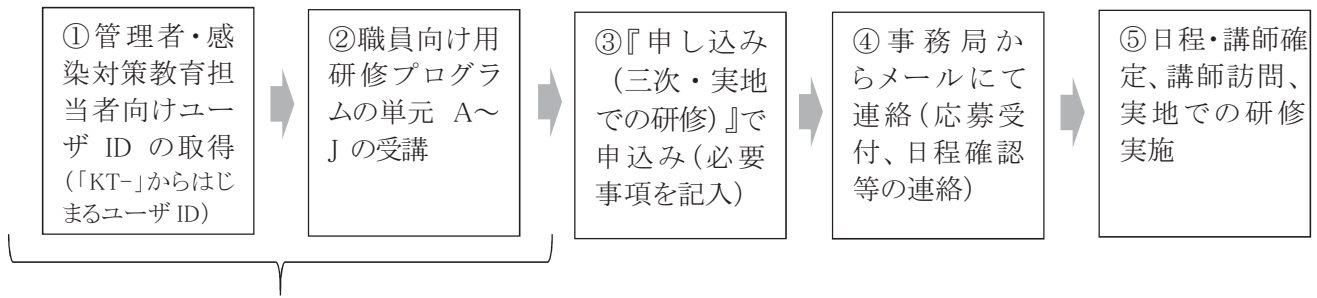 ①管理者・感
染対策教育担
当者向けユー
ザ ID の取得
（「KT-」からはじ
まるユーザ ID）
②職員向け用
研修プログラ
ムの単元 A～
J の受講
③『申し込み
（三次・実地
での研修）』で
申込み（必要
事項を記入）
④事務局か
らメールにて
連絡（応募受
付、日程確認
等の連絡）
⑤日程・講師確
定、講師訪問、
実地での研修
実施